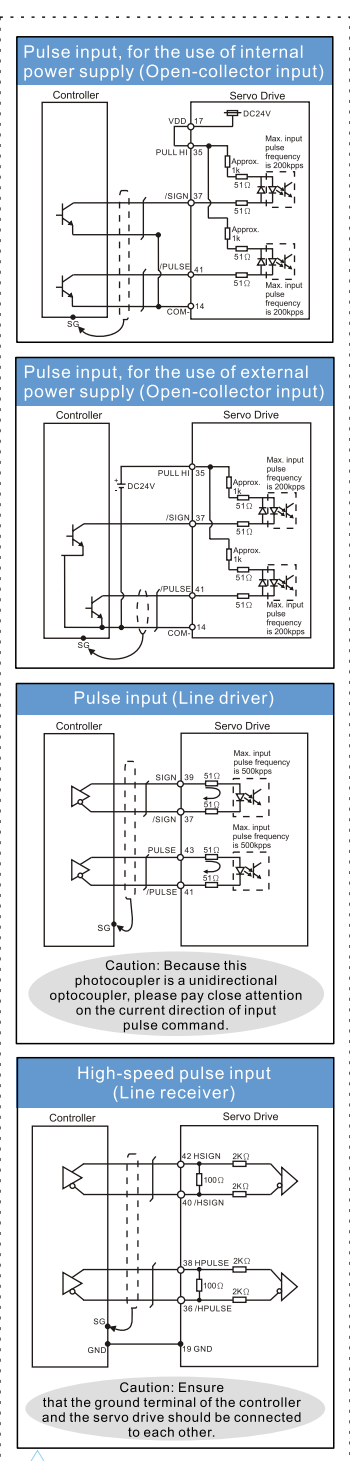 Pulse input, for the use of internal
power supply (Open-collector input)
Controller
Servo Drive
DC24V
VDD 17
PULL HI 35
Max. input
pulse
frequency
is 200kpps
Approx.
1k
51Ω
/SIGN 37
51Ω
Approx.
1k
51Ω
/PULSE 41
51Ω
Max. input
pulse
frequency
is 200kpps
14
COM-
SG
Pulse input, for the use of external
power supply (Open-collector input)
Controller
Servo Drive
Max. input
pulse
frequency
is 200kpps
PULL HI 35
+
DC24V
-
Approx.
1k
51Ω
/SIGN 37
51Ω
Approx.
1k
51Ω
/PULSE 41
51Ω
Max. input
pulse
frequency
is 200kpps
14
COM-
SG
Pulse input (Line driver)
Controller
Servo Drive
Max. input
pulse frequency
is 500kpps
SIGN 39 51Ω
51Ω
/SIGN 37
Max. input
pulse frequency
is 500kpps
PULSE 43 51Ω
51Ω
/PULSE 41
SG
Caution: Because this
photocoupler is a unidirectional
optocoupler, please pay close attention
on the current direction of input
pulse command.
High-speed pulse input
(Line receiver)
Controller
Servo Drive
42 HSIGN 2KΩ
100Ω
2KΩ
40 /HSIGN
38 HPULSE 2KΩ
100Ω
2KΩ
36 /HPULSE
SG
GND 19 GND
Caution: Ensure
that the ground terminal of the controller
and the servo drive should be connected
to each other.